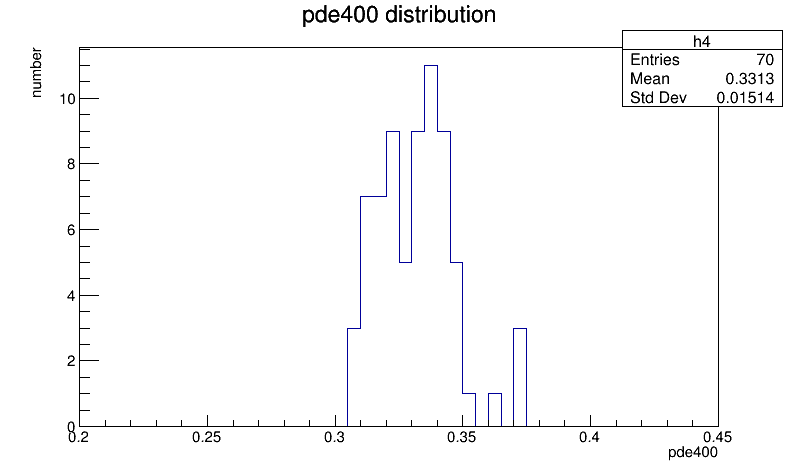 pde400 distribution
h4
Entries 70
Mean 0.3313
Std Dev 0.01514
number
10
8
6
4
2
0
0.2 0.25 0.3 0.35 0.4 0.45
pde400